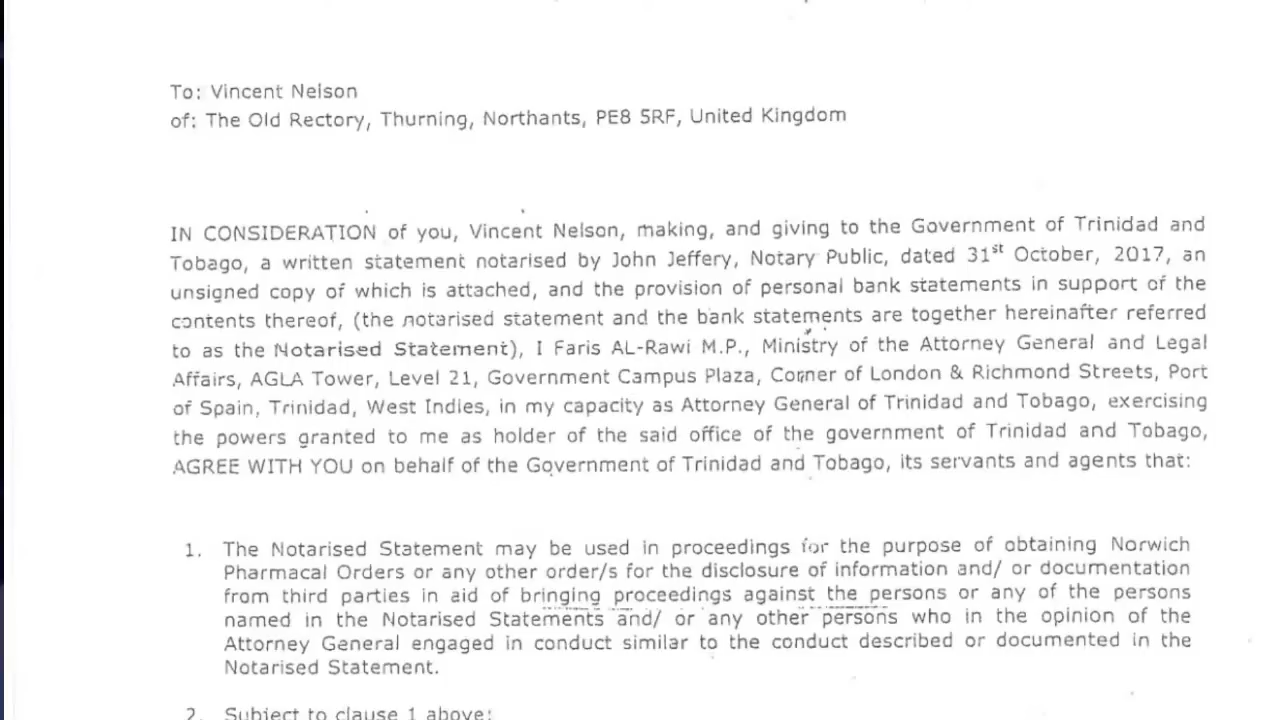 To: Vincent Nelson
of: The Old Rectory, Thurning, Northants, PE8 5RF, United Kingdom
IN CONSIDERATION of you, Vincent Nelson, making, and giving to the Government of Trinidad and
Tobago, a written statement notarised by John Jeffery, Notary Public, dated 31st October, 2017, an
unsigned copy of which is attached, and the provision of personal bank statements in support of the
contents thereof, (the notarised statement and the bank statements are together hereinafter referred
to as the Notarised Statement), I Faris AL-Rawi M.P., Ministry of the Attorney General and Legal
Affairs, AGLA Tower, Level 21, Government Campus Plaza, Corner of London & Richmond Streets, Port
of Spain, Trinidad, West Indies, in my capacity as Attorney General of Trinidad and Tobago, exercising
the powers granted to me as holder of the said office of the government of Trinidad and Tobago,
AGREE WITH YOU on behalf of the Government of Trinidad and Tobago, its servants and agents that:
1. The Notarised Statement may be used in proceedings for the purpose of obtaining Norwich
Pharmacal Orders or any other order/s for the disclosure of information and/ or documentation
from third parties in aid of bringing proceedings against the persons or any of the persons
named in the Notarised Statements and/ or any other persons who in the opinion of the
Attorney General engaged in conduct similar to the conduct described or documented in the
Notarised Statement.
2. Subject to clause 1 above: